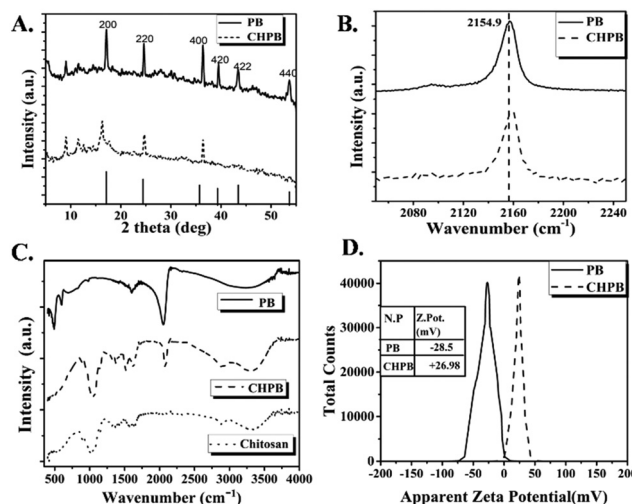 A.
200
220
400
420
422
440
PB
CHPB
Intensity (a.u.)
10
20
30
40
50
2 theta (deg)
B.
2154.9
PB
CHPB
Intensity (a.u.)
2080
2120
2160
2200
2240
Wavenumber (cm⁻¹)
C.
PB
CHPB
Chitosan
Intensity (a.u.)
500
1000
1500
2000
2500
3000
3500
4000
Wavenumber (cm⁻¹)
D.
PB
CHPB
40000
30000
20000
10000
0
Total Counts
N.P Z.Pot. (mV)
PB -28.5
CHPB +26.98
-200
-150
-100
-50
0
50
100
150
200
Apparent Zeta Potential(mV)